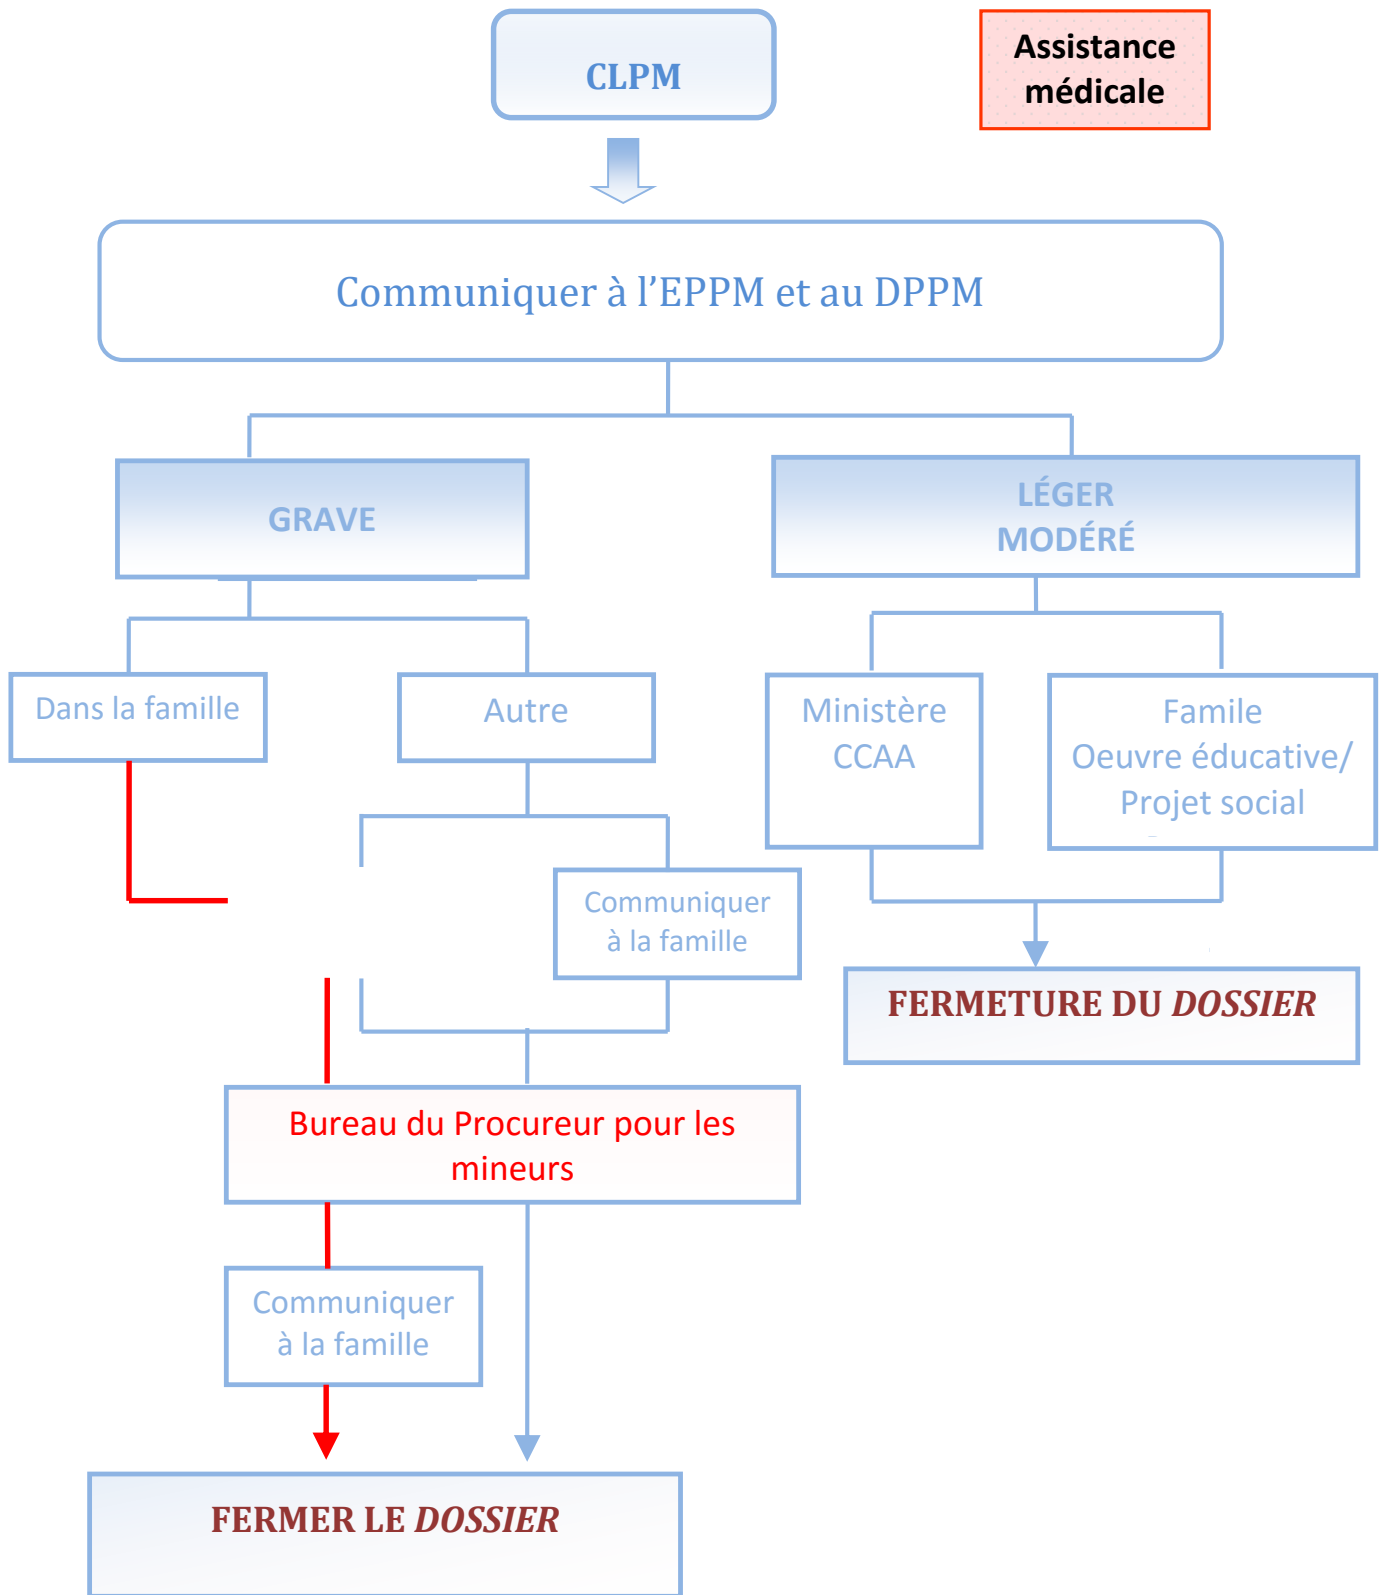 CLPM
Assistance
médicale
Communiquer à l’EPPM et au DPPM
GRAVE
LÉGER
MODÉRÉ
Dans la famille
Autre
Ministère
CCAA
Famile
Oeuvre éducative/
Projet social
Communiquer
à la famille
FERMETURE DU DOSSIER
Bureau du Procureur pour les
mineurs
Communiquer
à la famille
FERMER LE DOSSIER